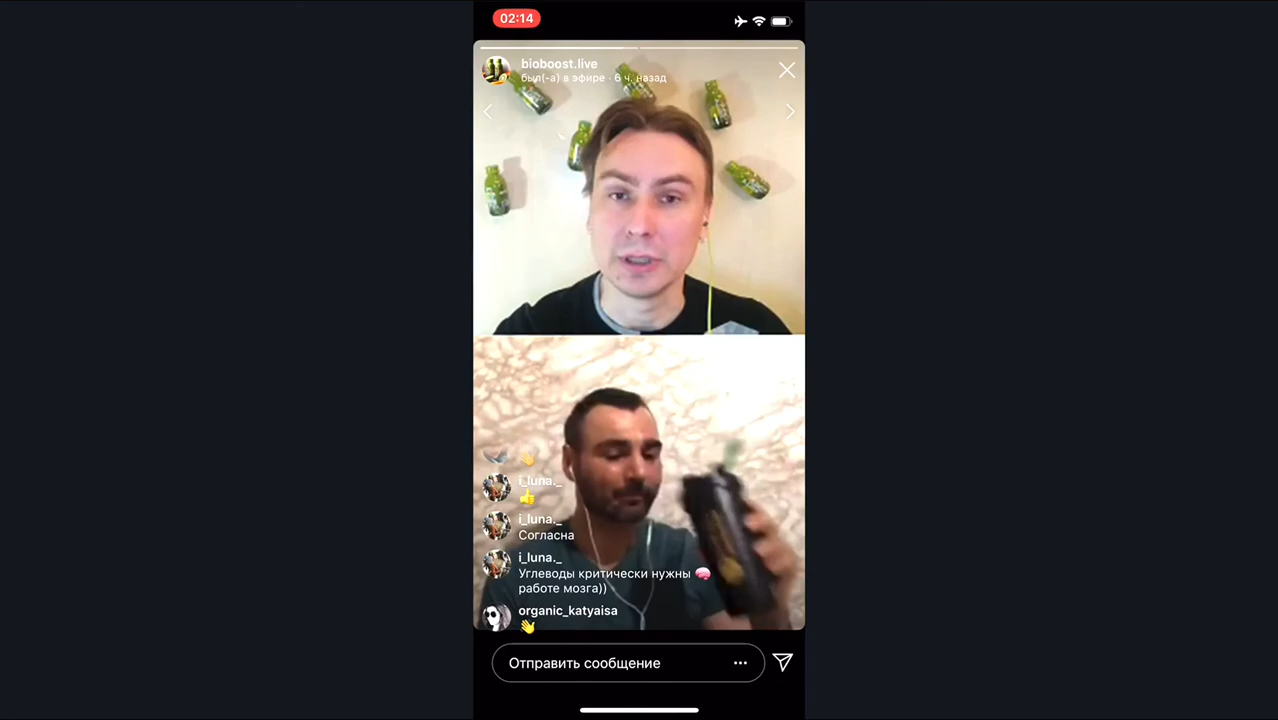 02:14
bioboost.live
был(-а) в эфире · 6 ч. назад
i_luna._
👍
i_luna._
Согласна
i_luna._
Углеводы критически нужны 🧠
работе мозга))
organic_katyaisa
👋
Отправить сообщение